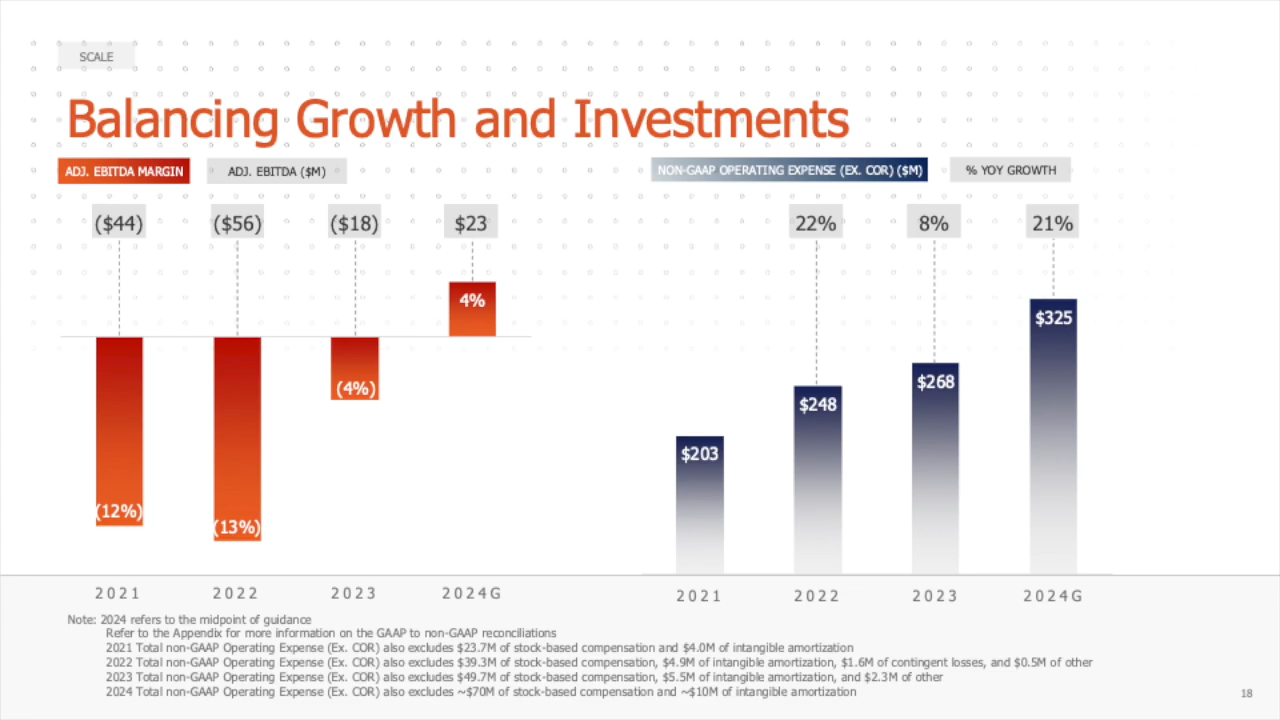 SCALE
Balancing Growth and Investments
ADJ. EBITDA MARGIN
ADJ. EBITDA ($M)
($44)
($56)
($18)
$23
(12%)
(13%)
(4%)
4%
2021
2022
2023
2024G
NON-GAAP OPERATING EXPENSE (EX. COR) ($M)
% YOY GROWTH
22%
8%
21%
$203
$248
$268
$325
2021
2022
2023
2024G
Note: 2024 refers to the midpoint of guidance
Refer to the Appendix for more information on the GAAP to non-GAAP reconciliations
2021 Total non-GAAP Operating Expense (Ex. COR) also excludes $23.7M of stock-based compensation and $4.0M of intangible amortization
2022 Total non-GAAP Operating Expense (Ex. COR) also excludes $39.3M of stock-based compensation, $4.9M of intangible amortization, $1.6M of contingent losses, and $0.5M of other
2023 Total non-GAAP Operating Expense (Ex. COR) also excludes $49.7M of stock-based compensation, $5.5M of intangible amortization, and $2.3M of other
2024 Total non-GAAP Operating Expense (Ex. COR) also excludes ~$70M of stock-based compensation and ~$10M of intangible amortization
18